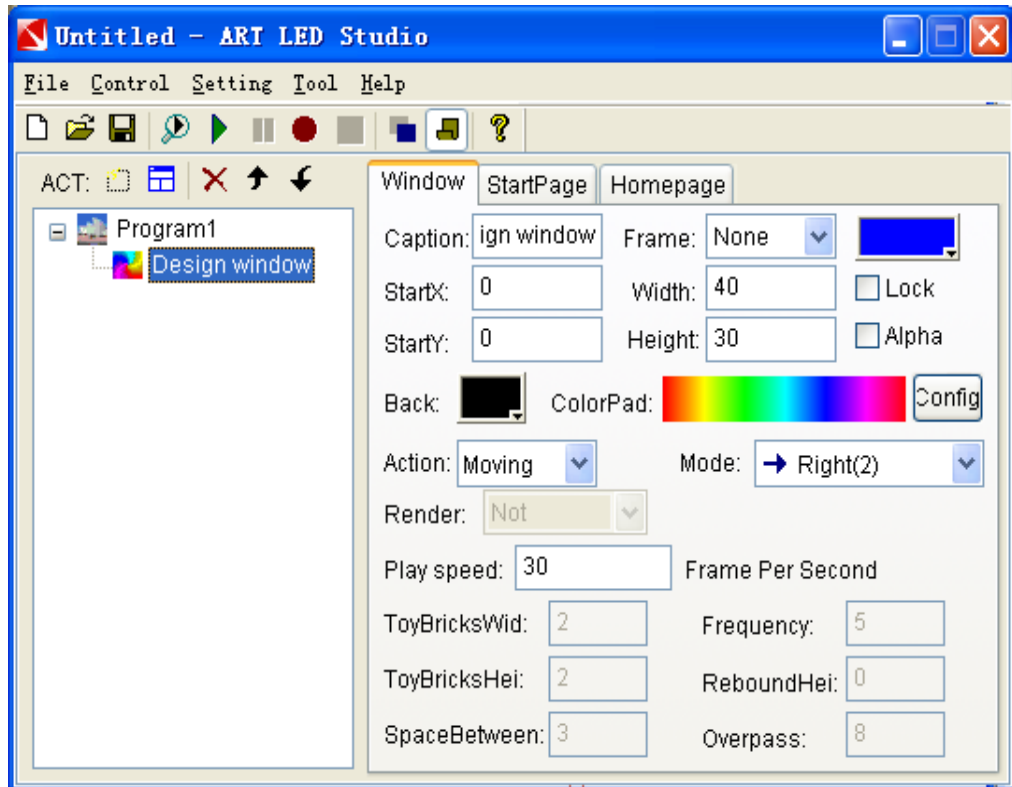 Untitled - ART LED Studio
File Control Setting Tool Help
ACT:
Program1
Design window
Window StartPage Homepage
Caption: ign window Frame: None
StartX: 0 Width: 40 Lock
StartY: 0 Height: 30 Alpha
Back: ColorPad: Config
Action: Moving Mode: Right(2)
Render: Not
Play speed: 30 Frame Per Second
ToyBricksWid: 2 Frequency: 5
ToyBricksHei: 2 ReboundHei: 0
SpaceBetween: 3 Overpass: 8